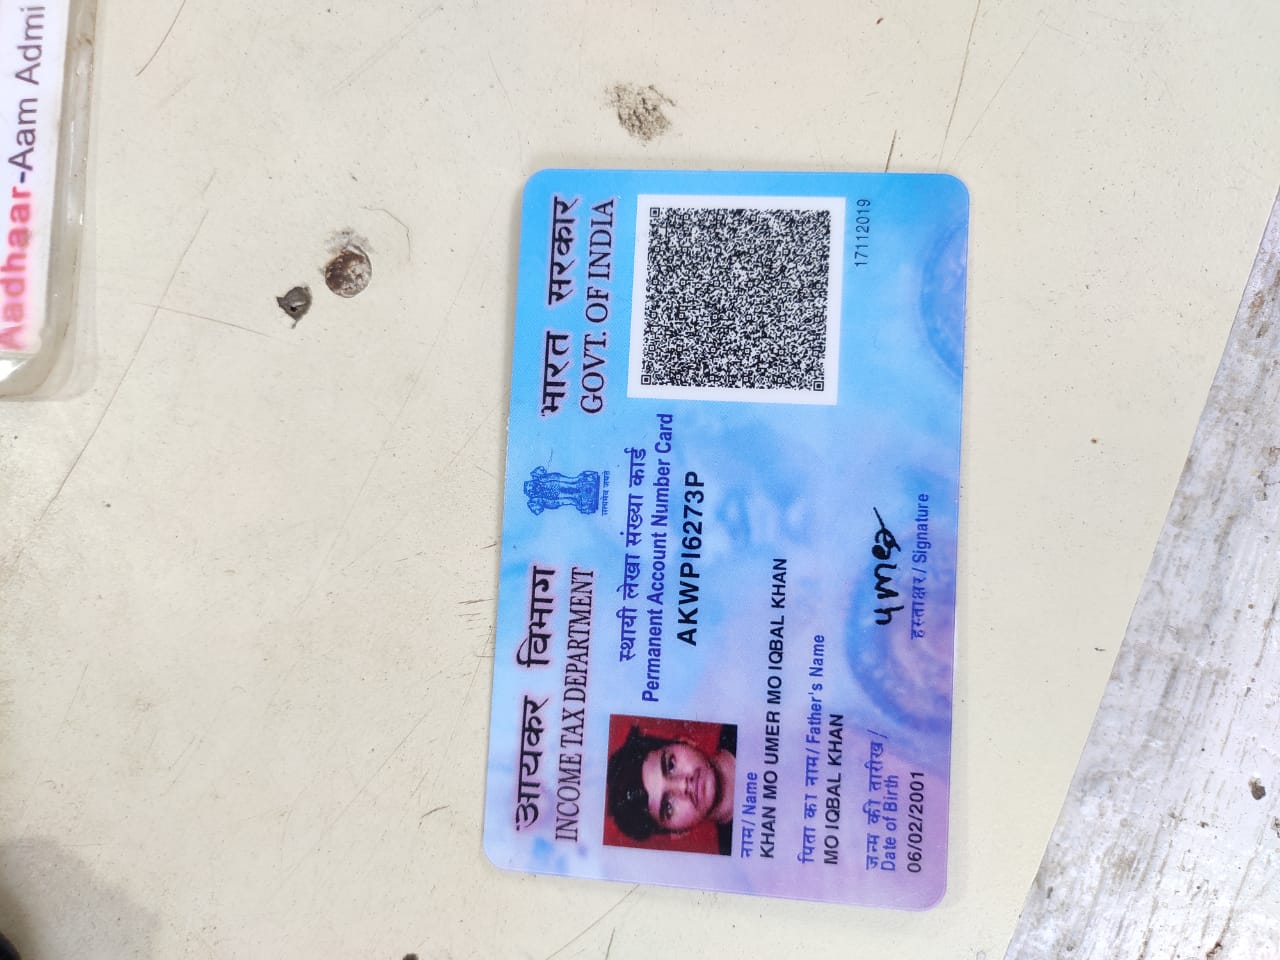 Aadhaar-Aam Admi
आयकर विभाग
INCOME TAX DEPARTMENT
सत्यमेव जयते
भारत सरकार
GOVT. OF INDIA
स्थायी लेखा संख्या कार्ड
Permanent Account Number Card
AKWPI6273P
नाम/ Name
KHAN MO UMER MO IQBAL KHAN
पिता का नाम/ Father's Name
MO IQBAL KHAN
जन्म की तारीख/
Date of Birth
06/02/2001
umer
हस्ताक्षर/ Signature
17112019